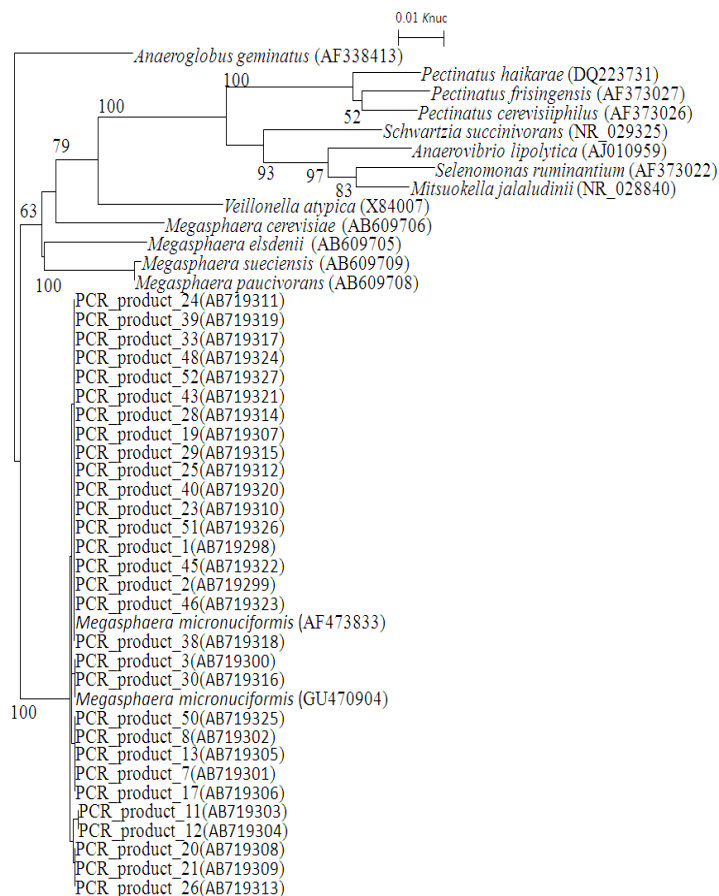 0.01 Knuc
Anaeroglobus geminatus (AF338413)
100
Pectinatus haikarae (DQ223731)
Pectinatus frisingensis (AF373027)
52
Pectinatus cerevisiiphilus (AF373026)
100
Schwartzia succinivorans (NR_029325)
79
Anaerovibrio lipolytica (AJ010959)
93
97
Selenomonas ruminantium (AF373022)
83
Mitsuokella jalaludinii (NR_028840)
63
Veillonella atypica (X84007)
Megasphaera cerevisiae (AB609706)
Megasphaera elsdenii (AB609705)
Megasphaera sueciensis (AB609709)
100
Megasphaera paucivorans (AB609708)
PCR_product_24(AB719311)
PCR_product_39(AB719319)
PCR_product_33(AB719317)
PCR_product_48(AB719324)
PCR_product_52(AB719327)
PCR_product_43(AB719321)
PCR_product_28(AB719314)
PCR_product_19(AB719307)
PCR_product_29(AB719315)
PCR_product_25(AB719312)
PCR_product_40(AB719320)
PCR_product_23(AB719310)
PCR_product_51(AB719326)
PCR_product_1(AB719298)
PCR_product_45(AB719322)
PCR_product_2(AB719299)
PCR_product_46(AB719323)
Megasphaera micronuciformis (AF473833)
PCR_product_38(AB719318)
PCR_product_3(AB719300)
PCR_product_30(AB719316)
Megasphaera micronuciformis (GU470904)
100
PCR_product_50(AB719325)
PCR_product_8(AB719302)
PCR_product_13(AB719305)
PCR_product_7(AB719301)
PCR_product_17(AB719306)
PCR_product_11(AB719303)
PCR_product_12(AB719304)
PCR_product_20(AB719308)
PCR_product_21(AB719309)
PCR_product_26(AB719313)